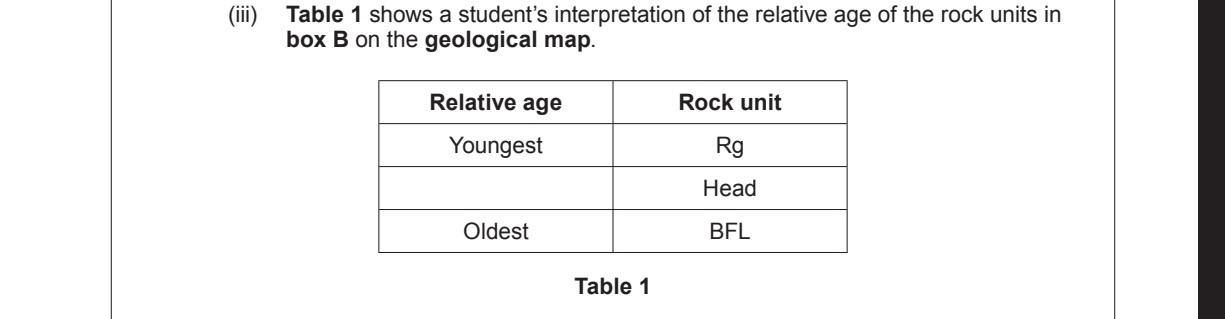 (iii) Table 1 shows a student’s interpretation of the relative age of the rock units in
box B on the geological map.
Relative age Rock unit
Youngest Rg
Head
Oldest BFL
Table 1